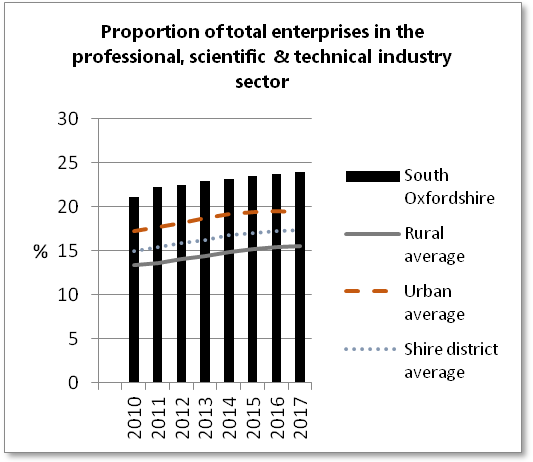 Proportion of total enterprises in the
professional, scientific & technical industry
sector
30
25
20
15
10
5
0
%
2010
2011
2012
2013
2014
2015
2016
2017
South
Oxfordshire
Rural
average
Urban
average
Shire district
average